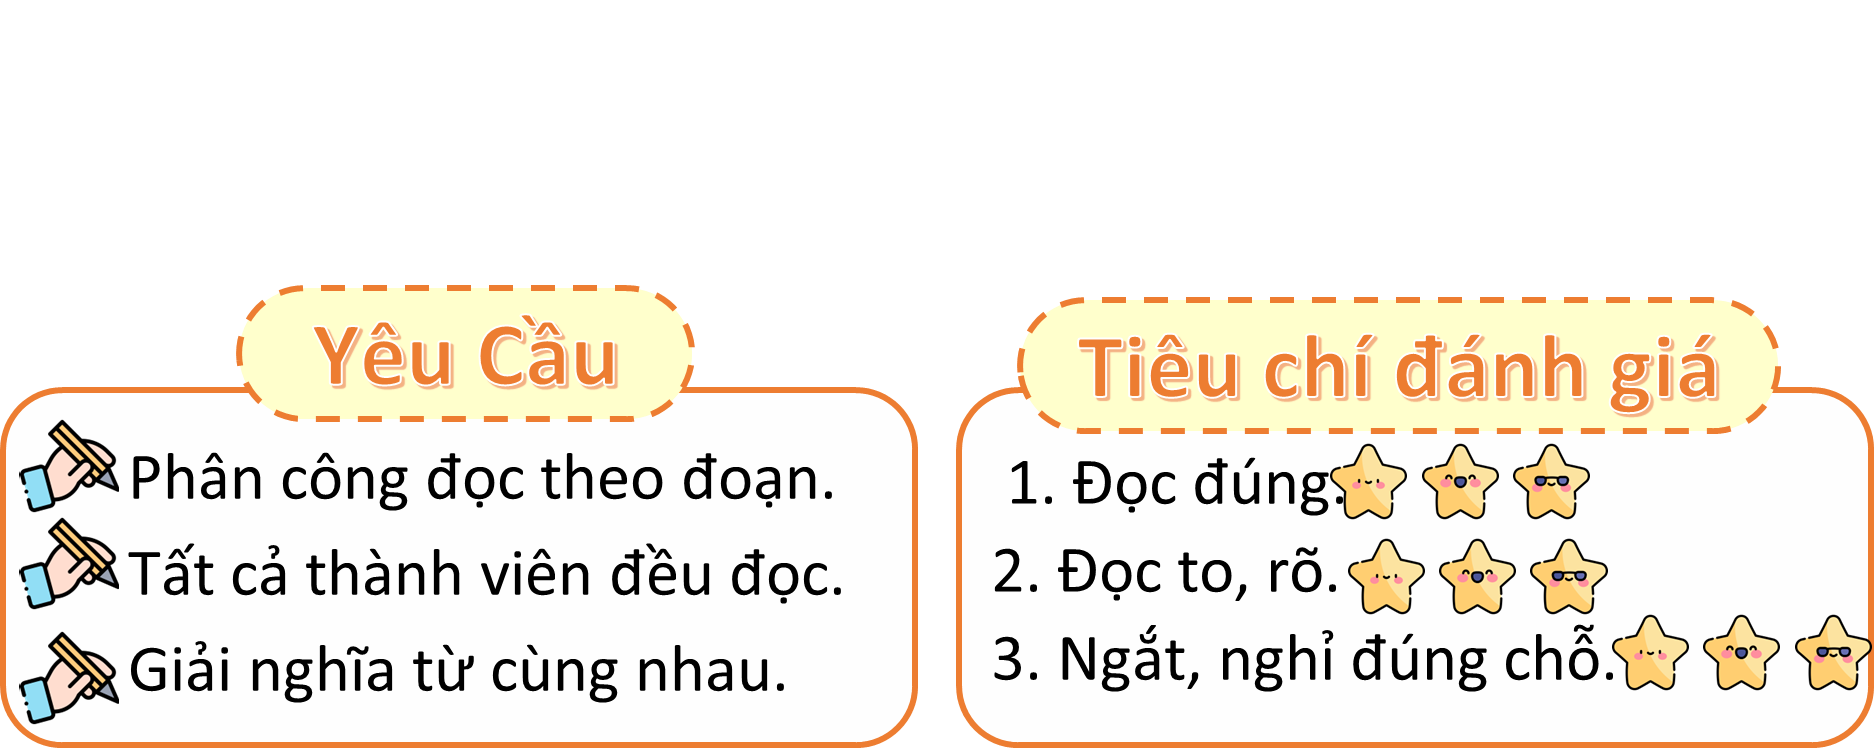 Yêu Cầu
Phân công đọc theo đoạn.
Tất cả thành viên đều đọc.
Giải nghĩa từ cùng nhau.
Tiêu chí đánh giá
1. Đọc đúng.
2. Đọc to, rõ.
3. Ngắt, nghỉ đúng chỗ.